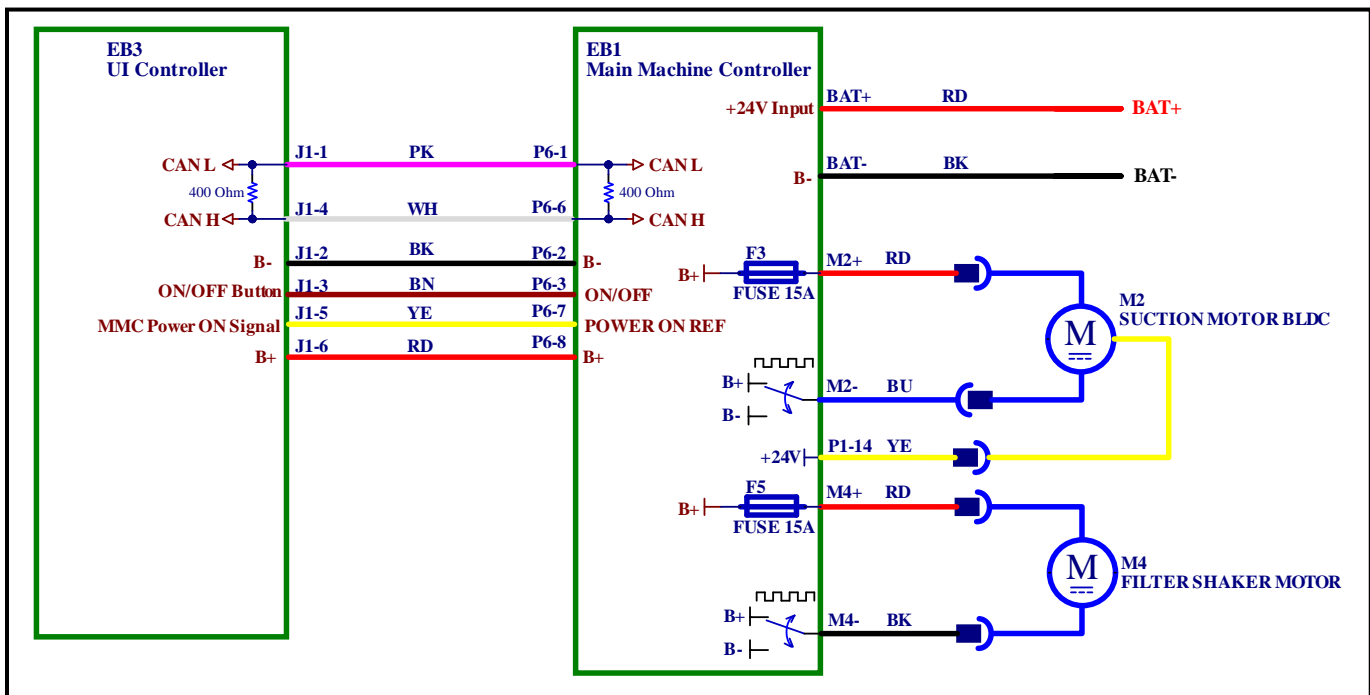 EB3
UI Controller
EB1
Main Machine Controller
+24V Input
BAT+
RD
BAT+
B-
BAT-
BK
BAT-
CAN L
J1-1
PK
P6-1
CAN L
400 Ohm
400 Ohm
CAN H
J1-4
WH
P6-6
CAN H
B-
J1-2
BK
P6-2
B-
ON/OFF Button
J1-3
BN
P6-3
ON/OFF
MMC Power ON Signal
J1-5
YE
P6-7
POWER ON REF
B+
J1-6
RD
P6-8
B+
B+
F3
FUSE 15A
M2+
RD
M
M2
SUCTION MOTOR BLDC
B+
B-
M2-
BU
+24V
P1-14
YE
B+
F5
FUSE 15A
M4+
RD
M
M4
FILTER SHAKER MOTOR
B+
B-
M4-
BK